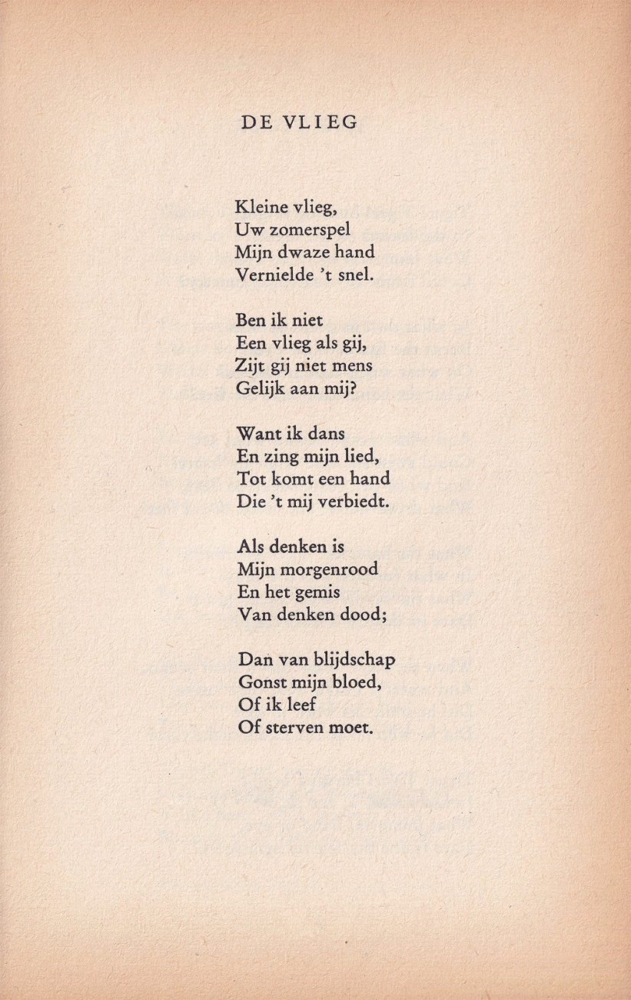 DE VLIEG
Kleine vlieg,
Uw zomerspel
Mijn dwaze hand
Vernielde ’t snel.
Ben ik niet
Een vlieg als gij,
Zijt gij niet mens
Gelijk aan mij?
Want ik dans
En zing mijn lied,
Tot komt een hand
Die ’t mij verbiedt.
Als denken is
Mijn morgenrood
En het gemis
Van denken dood;
Dan van blijdschap
Gonst mijn bloed,
Of ik leef
Of sterven moet.